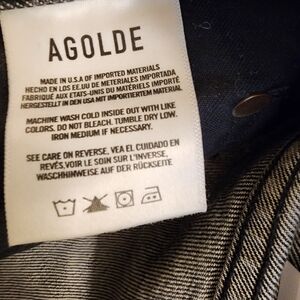 AGOLDE
MADE IN U.S.A OF IMPORTED MATERIALS
HECHO EN LOS EE.UU DE METERIALES IMPORTADA
FABRIQUÉ AUX ETATS-UNIS DU MATÉRIELS IMPORTÉ
HERGESTELLT IN DEN USA MIT IMPORTIERTEM MATERIAL
MACHINE WASH COLD INSIDE OUT WITH LIKE
COLORS. DO NOT BLEACH. TUMBLE DRY LOW.
IRON MEDIUM IF NECESSARY.
SEE CARE ON REVERSE. VEA EL CUIDADO EN
REVÉS. VOIR LE SOIN SUR L'INVERSE.
WASCHHINWEISE AUF DER RÜCKSEITE